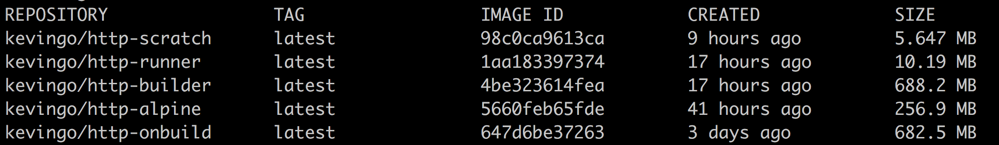 REPOSITORY TAG IMAGE ID CREATED SIZE
kevingo/http-scratch latest 98c0ca9613ca 9 hours ago 5.647 MB
kevingo/http-runner latest 1aa183397374 17 hours ago 10.19 MB
kevingo/http-builder latest 4be323614fea 17 hours ago 688.2 MB
kevingo/http-alpine latest 5660feb65fde 41 hours ago 256.9 MB
kevingo/http-onbuild latest 647d6be37263 3 days ago 682.5 MB